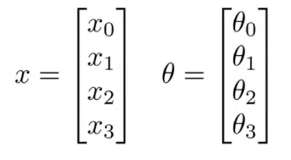 x = [x₀ x₁ x₂ x₃] θ = [θ₀ θ₁ θ₂ θ₃]